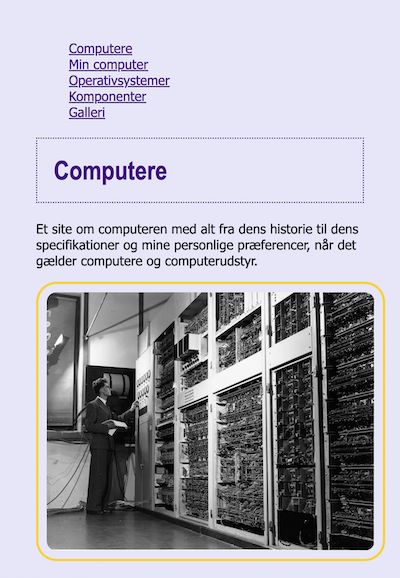 Computere
Min computer
Operativsystemer
Komponenter
Galleri
Computere
Et site om computeren med alt fra dens historie til dens
specifikationer og mine personlige præferencer, når det
gælder computere og computerudstyr.